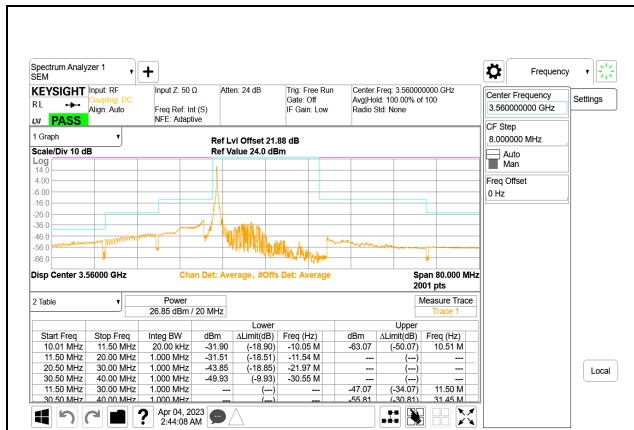 Spectrum Analyzer 1
SEM
Frequency
KEYSIGHT Input: RF Input Z: 50 Ω Atten: 24 dB Trig: Free Run Center Freq: 3.560000000 GHz
Coupling: DC Gate: Off Avg|Hold: 100.00% of 100
RL Align: Auto Freq Ref: Int (S) IF Gain: Low Radio Std: None
LXI PASS NFE: Adaptive
Center Frequency
3.560000000 GHz
Settings
CF Step
8.000000 MHz
Auto
Man
Freq Offset
0 Hz
1 Graph
Ref Lvl Offset 21.88 dB
Scale/Div 10 dB Ref Value 24.0 dBm
Log
14.0
4.00
-6.00
-16.0
-26.0
-36.0
-46.0
-56.0
-66.0
Disp Center 3.56000 GHz Chan Det: Average, #Offs Det: Average Span 80.000 MHz
2001 pts
2 Table Power Measure Trace
26.85 dBm / 20 MHz Trace 1
Lower Upper
Start Freq Stop Freq Integ BW dBm ΔLimit(dB) Freq (Hz) dBm ΔLimit(dB) Freq (Hz)
10.01 MHz 11.50 MHz 20.00 kHz -31.90 (-18.90) -10.05 M -63.07 (-50.07) 10.51 M
11.50 MHz 20.00 MHz 1.000 MHz -31.51 (-18.51) -11.54 M --- (---) ---
20.50 MHz 30.00 MHz 1.000 MHz -43.85 (-18.85) -21.97 M --- (---) ---
30.50 MHz 40.00 MHz 1.000 MHz -49.93 (-9.93) -30.55 M --- (---) ---
11.50 MHz 30.00 MHz 1.000 MHz --- (---) --- -47.07 (-34.07) 11.50 M
30.50 MHz 40.00 MHz 1.000 MHz --- (---) --- -55.81 (-30.81) 31.45 M
Local
? Apr 04, 2023
2:44:08 AM